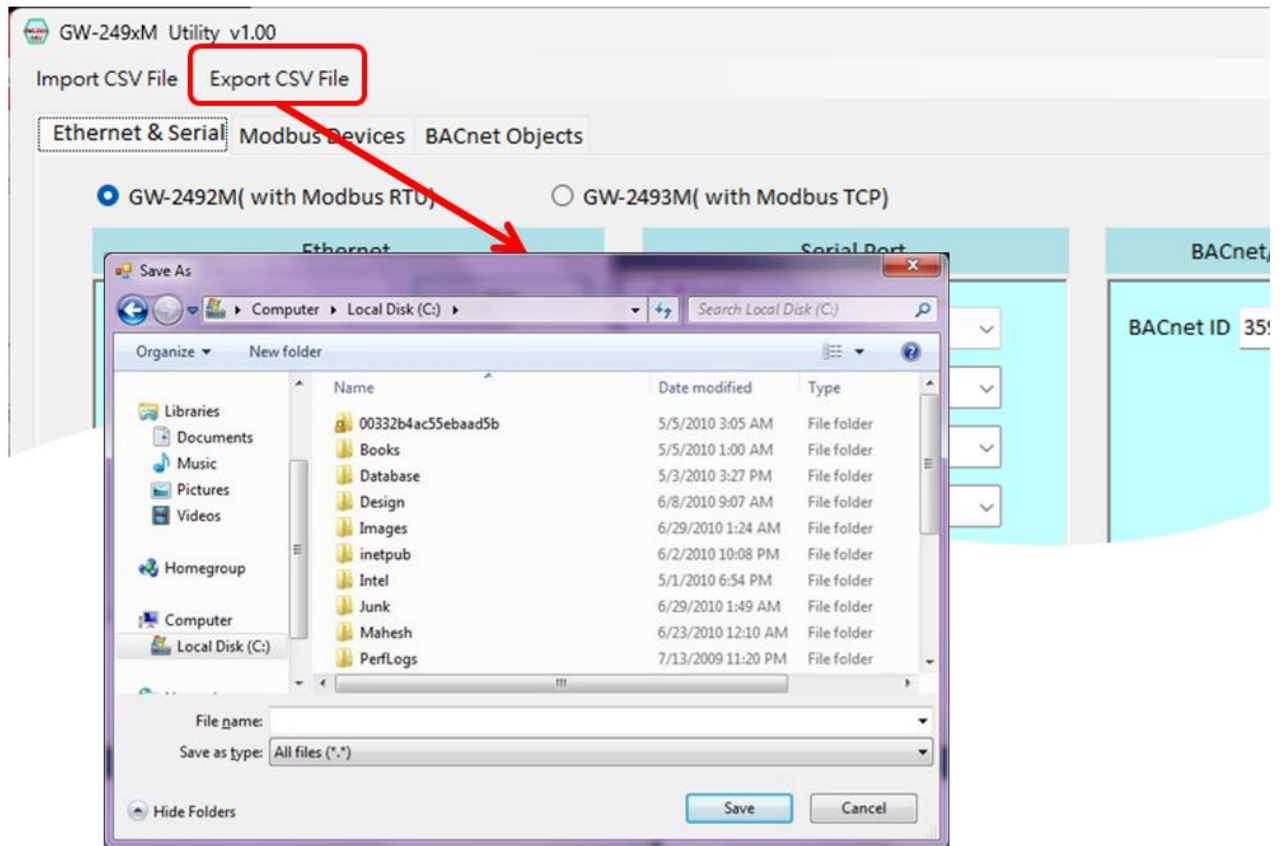 GW-249xM Utility v1.00
Import CSV File Export CSV File
Ethernet & Serial Modbus Devices BACnet Objects
GW-2492M( with Modbus RTU) GW-2493M( with Modbus TCP)
Ethernet Serial Port BACnet/
Save As
Computer Local Disk (C:) Search Local Disk (C:)
BACnet ID 359
Organize New folder
Name Date modified Type
Libraries
Documents
Music
Pictures
Videos
Homegroup
Computer
Local Disk (C:)
00332b4ac55ebaad5b 5/5/2010 3:05 AM File folder
Books 5/5/2010 1:00 AM File folder
Database 5/3/2010 3:27 PM File folder
Design 6/8/2010 9:07 AM File folder
Images 6/29/2010 1:24 AM File folder
inetpub 6/2/2010 10:08 PM File folder
Intel 5/1/2010 6:54 PM File folder
Junk 6/29/2010 1:49 AM File folder
Mahesh 6/23/2010 12:10 AM File folder
PerfLogs 7/13/2009 11:20 PM File folder
File name:
Save as type: All files (*.*)
Hide Folders Save Cancel